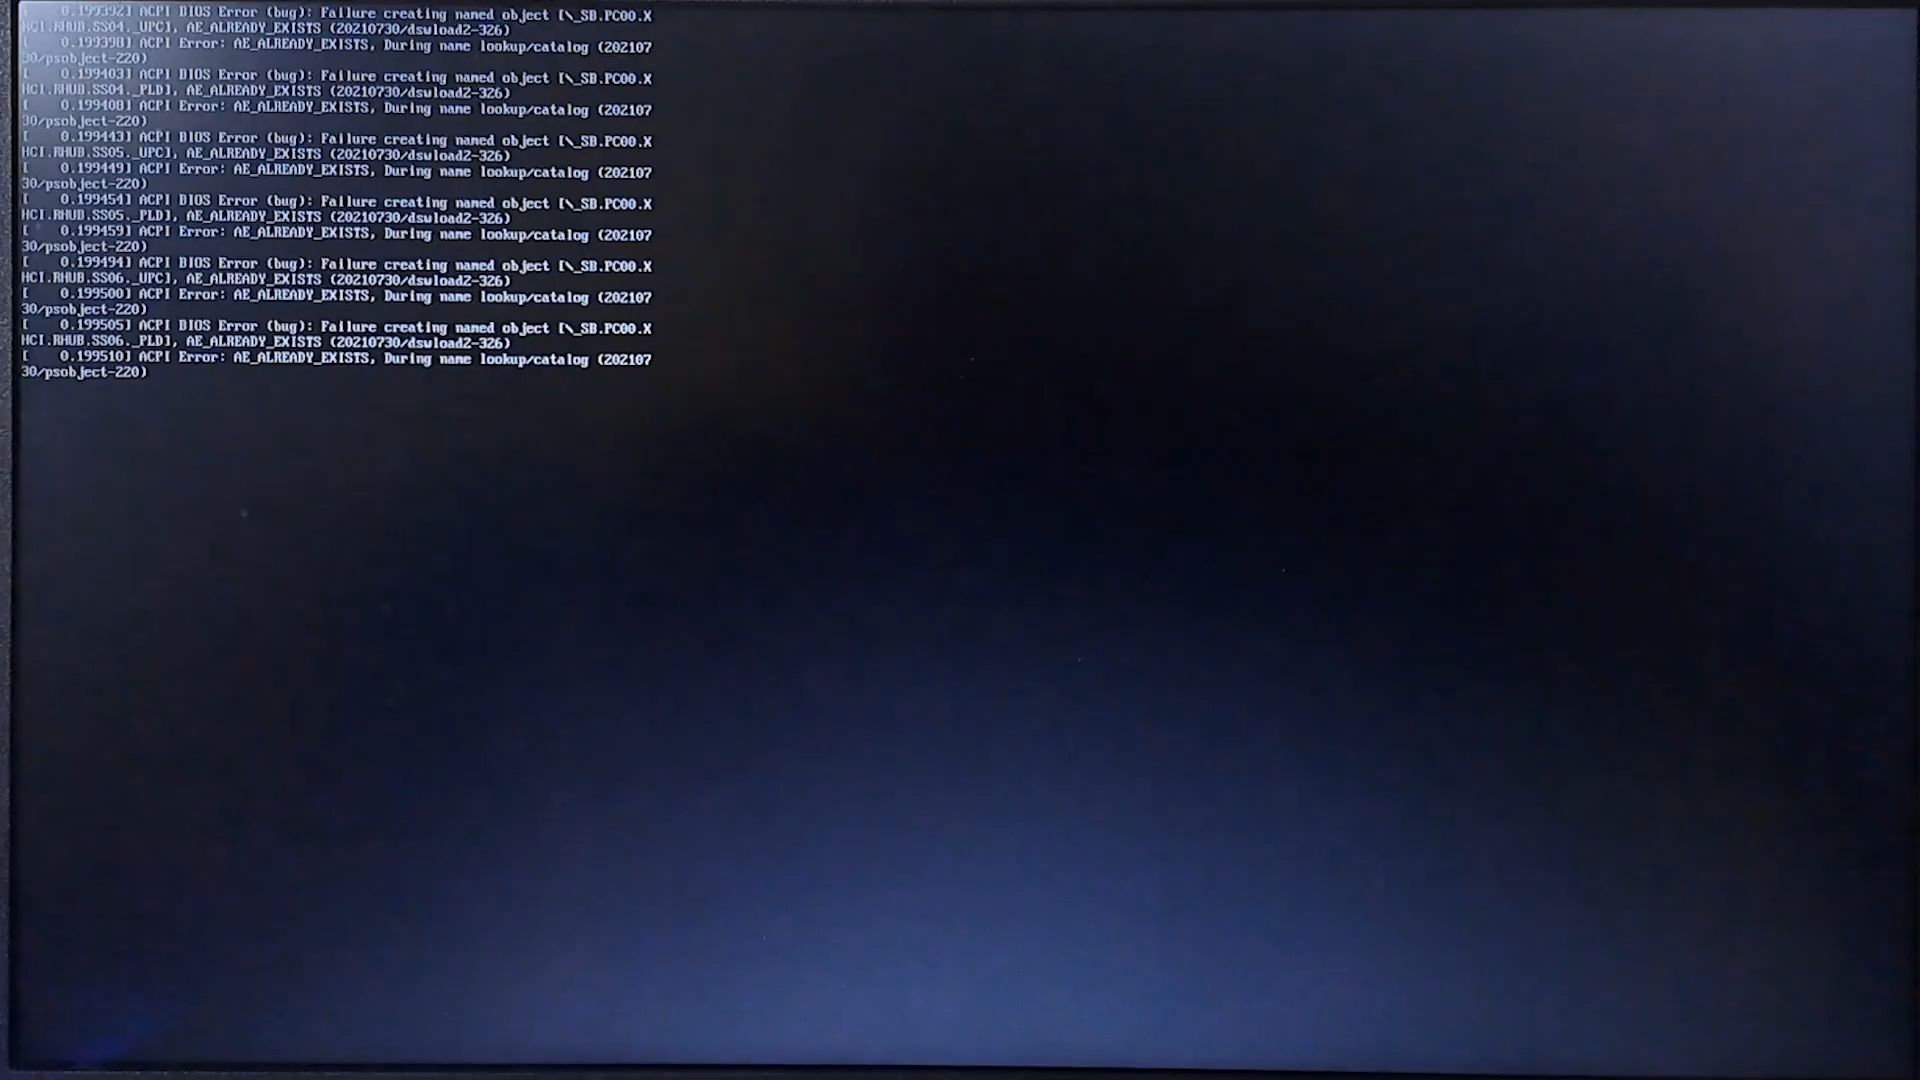 [    0.199392] ACPI BIOS Error (bug): Failure creating named object [\_SB.PC00.X
HCI.RHUB.SS04._UPC], AE_ALREADY_EXISTS (20210730/dswload2-326)
[    0.199398] ACPI Error: AE_ALREADY_EXISTS, During name lookup/catalog (202107
30/psobject-220)
[    0.199403] ACPI BIOS Error (bug): Failure creating named object [\_SB.PC00.X
HCI.RHUB.SS04._PLD], AE_ALREADY_EXISTS (20210730/dswload2-326)
[    0.199408] ACPI Error: AE_ALREADY_EXISTS, During name lookup/catalog (202107
30/psobject-220)
[    0.199443] ACPI BIOS Error (bug): Failure creating named object [\_SB.PC00.X
HCI.RHUB.SS05._UPC], AE_ALREADY_EXISTS (20210730/dswload2-326)
[    0.199449] ACPI Error: AE_ALREADY_EXISTS, During name lookup/catalog (202107
30/psobject-220)
[    0.199454] ACPI BIOS Error (bug): Failure creating named object [\_SB.PC00.X
HCI.RHUB.SS05._PLD], AE_ALREADY_EXISTS (20210730/dswload2-326)
[    0.199459] ACPI Error: AE_ALREADY_EXISTS, During name lookup/catalog (202107
30/psobject-220)
[    0.199494] ACPI BIOS Error (bug): Failure creating named object [\_SB.PC00.X
HCI.RHUB.SS06._UPC], AE_ALREADY_EXISTS (20210730/dswload2-326)
[    0.199500] ACPI Error: AE_ALREADY_EXISTS, During name lookup/catalog (202107
30/psobject-220)
[    0.199505] ACPI BIOS Error (bug): Failure creating named object [\_SB.PC00.X
HCI.RHUB.SS06._PLD], AE_ALREADY_EXISTS (20210730/dswload2-326)
[    0.199510] ACPI Error: AE_ALREADY_EXISTS, During name lookup/catalog (202107
30/psobject-220)